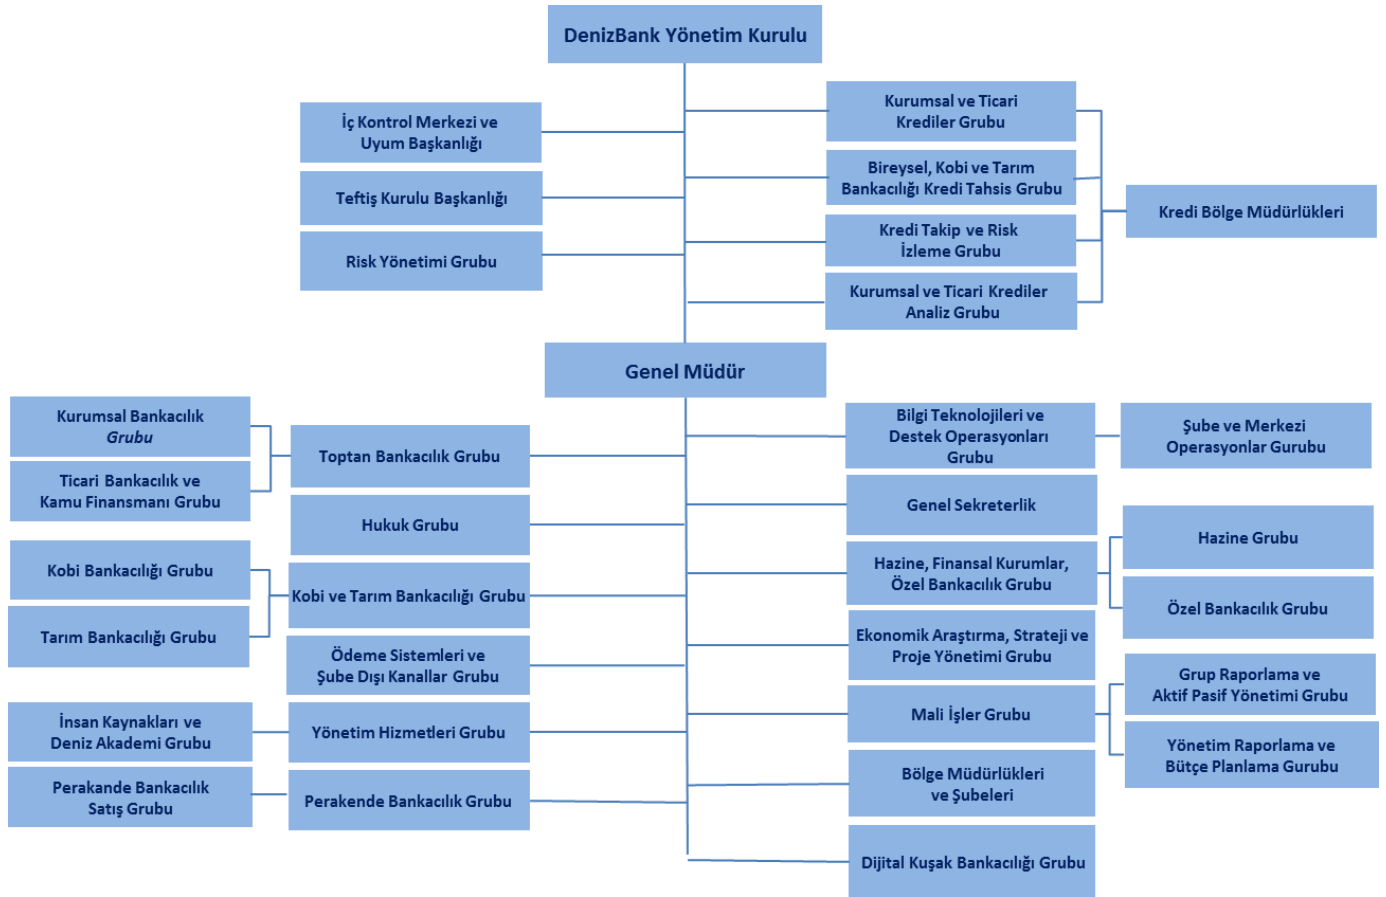 DenizBank Yönetim Kurulu
İç Kontrol Merkezi ve
Uyum Başkanlığı
Teftiş Kurulu Başkanlığı
Risk Yönetimi Grubu
Kurumsal ve Ticari
Krediler Grubu
Bireysel, Kobi ve Tarım
Bankacılığı Kredi Tahsis Grubu
Kredi Takip ve Risk
İzleme Grubu
Kurumsal ve Ticari Krediler
Analiz Grubu
Kredi Bölge Müdürlükleri
Genel Müdür
Kurumsal Bankacılık
Grubu
Ticari Bankacılık ve
Kamu Finansmanı Grubu
Toptan Bankacılık Grubu
Hukuk Grubu
Kobi Bankacılığı Grubu
Tarım Bankacılığı Grubu
Kobi ve Tarım Bankacılığı Grubu
Ödeme Sistemleri ve
Şube Dışı Kanallar Grubu
İnsan Kaynakları ve
Deniz Akademi Grubu
Yönetim Hizmetleri Grubu
Perakande Bankacılık
Satış Grubu
Perakende Bankacılık Grubu
Bilgi Teknolojileri ve
Destek Operasyonları
Grubu
Şube ve Merkezi
Operasyonlar Gurubu
Genel Sekreterlik
Hazine, Finansal Kurumlar,
Özel Bankacılık Grubu
Hazine Grubu
Özel Bankacılık Grubu
Ekonomik Araştırma, Strateji ve
Proje Yönetimi Grubu
Mali İşler Grubu
Grup Raporlama ve
Aktif Pasif Yönetimi Grubu
Yönetim Raporlama ve
Bütçe Planlama Gurubu
Bölge Müdürlükleri
ve Şubeleri
Dijital Kuşak Bankacılığı Grubu